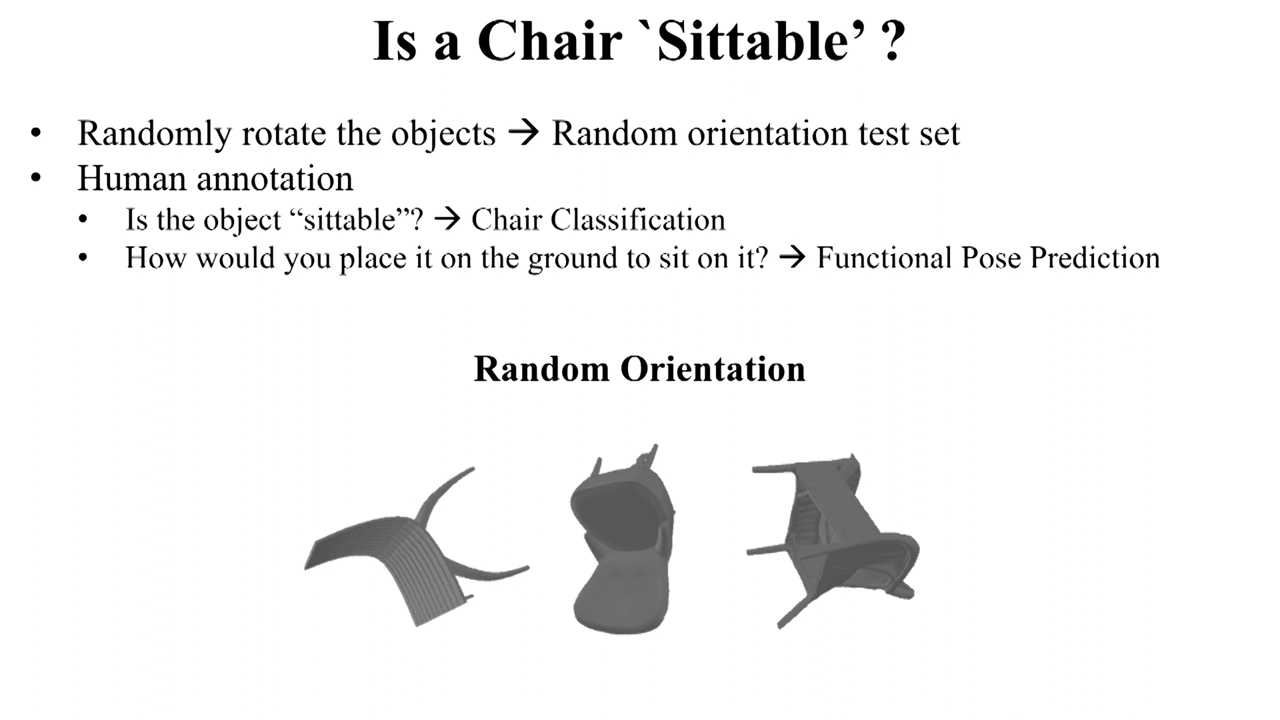 Is a Chair `Sittable’ ?
• Randomly rotate the objects → Random orientation test set
• Human annotation
• Is the object “sittable”? → Chair Classification
• How would you place it on the ground to sit on it? → Functional Pose Prediction
Random Orientation